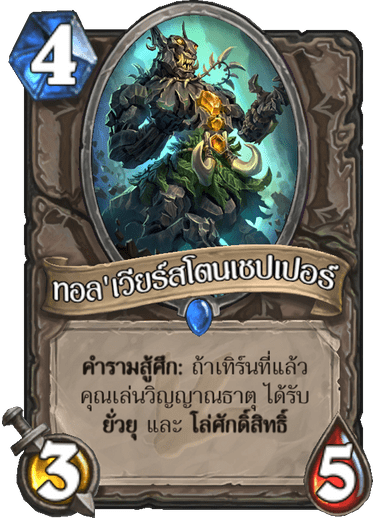 4
ทอล'เวียร์สโตนเชปเปอร์
คำรามสู้ศึก: ถ้าเทิร์นที่แล้ว
คุณเล่นวิญญาณธาตุ ได้รับ
ยั่วยุ และ โล่ศักดิ์สิทธิ์
3
5